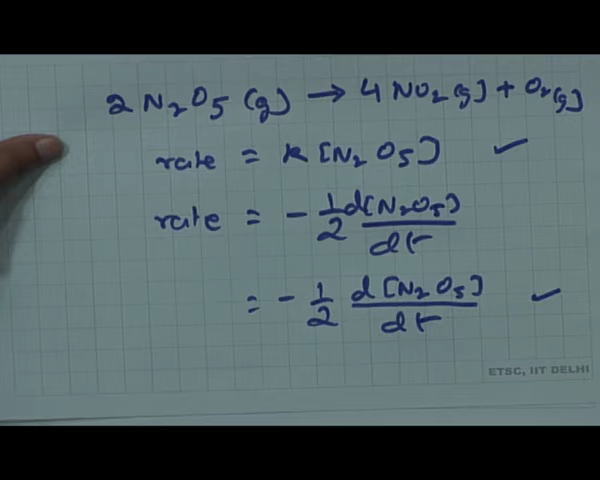 2 N₂O₅ (g) → 4 NO₂ (g) + O₂ (g)
rate = k [N₂O₅] ✓
rate = - 1/2 d[N₂O₅]/dt
= - 1/2 d[N₂O₅]/dt ✓
ETSC, IIT DELHI